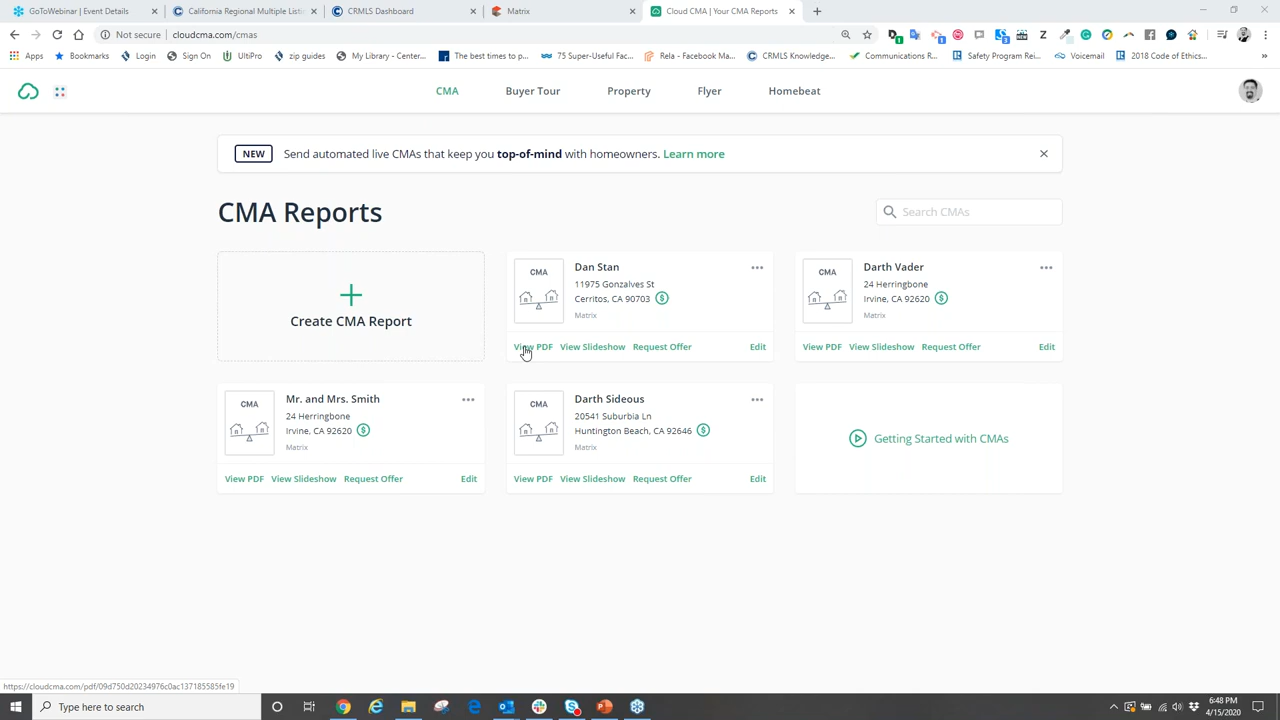 GoToWebinar | Event Details
California Regional Multiple Listi
CRMLS Dashboard
Matrix
Cloud CMA | Your CMA Reports
Not secure | cloudcma.com/cmas
Apps
Bookmarks
Login
Sign On
UltiPro
zip guides
My Library - Center...
The best times to p...
75 Super-Useful Fac...
Rela - Facebook Ma...
CRMLS Knowledge...
Communications R...
Safety Program Rei...
Voicemail
2018 Code of Ethics...
CMA
Buyer Tour
Property
Flyer
Homebeat
NEW Send automated live CMAs that keep you top-of-mind with homeowners. Learn more
CMA Reports
Search CMAs
Create CMA Report
CMA
Dan Stan
11975 Gonzalves St
Cerritos, CA 90703
Matrix
View PDF View Slideshow Request Offer Edit
CMA
Darth Vader
24 Herringbone
Irvine, CA 92620
Matrix
View PDF View Slideshow Request Offer Edit
CMA
Mr. and Mrs. Smith
24 Herringbone
Irvine, CA 92620
Matrix
View PDF View Slideshow Request Offer Edit
CMA
Darth Sideous
20541 Suburbia Ln
Huntington Beach, CA 92646
Matrix
View PDF View Slideshow Request Offer Edit
Getting Started with CMAs
https://cloudcma.com/pdf/09d750d20234976c0ac137185585fe19
Type here to search
6:48 PM
4/15/2020